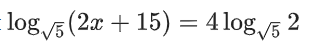 log_{√5}(2x + 15) = 4 log_{√5} 2